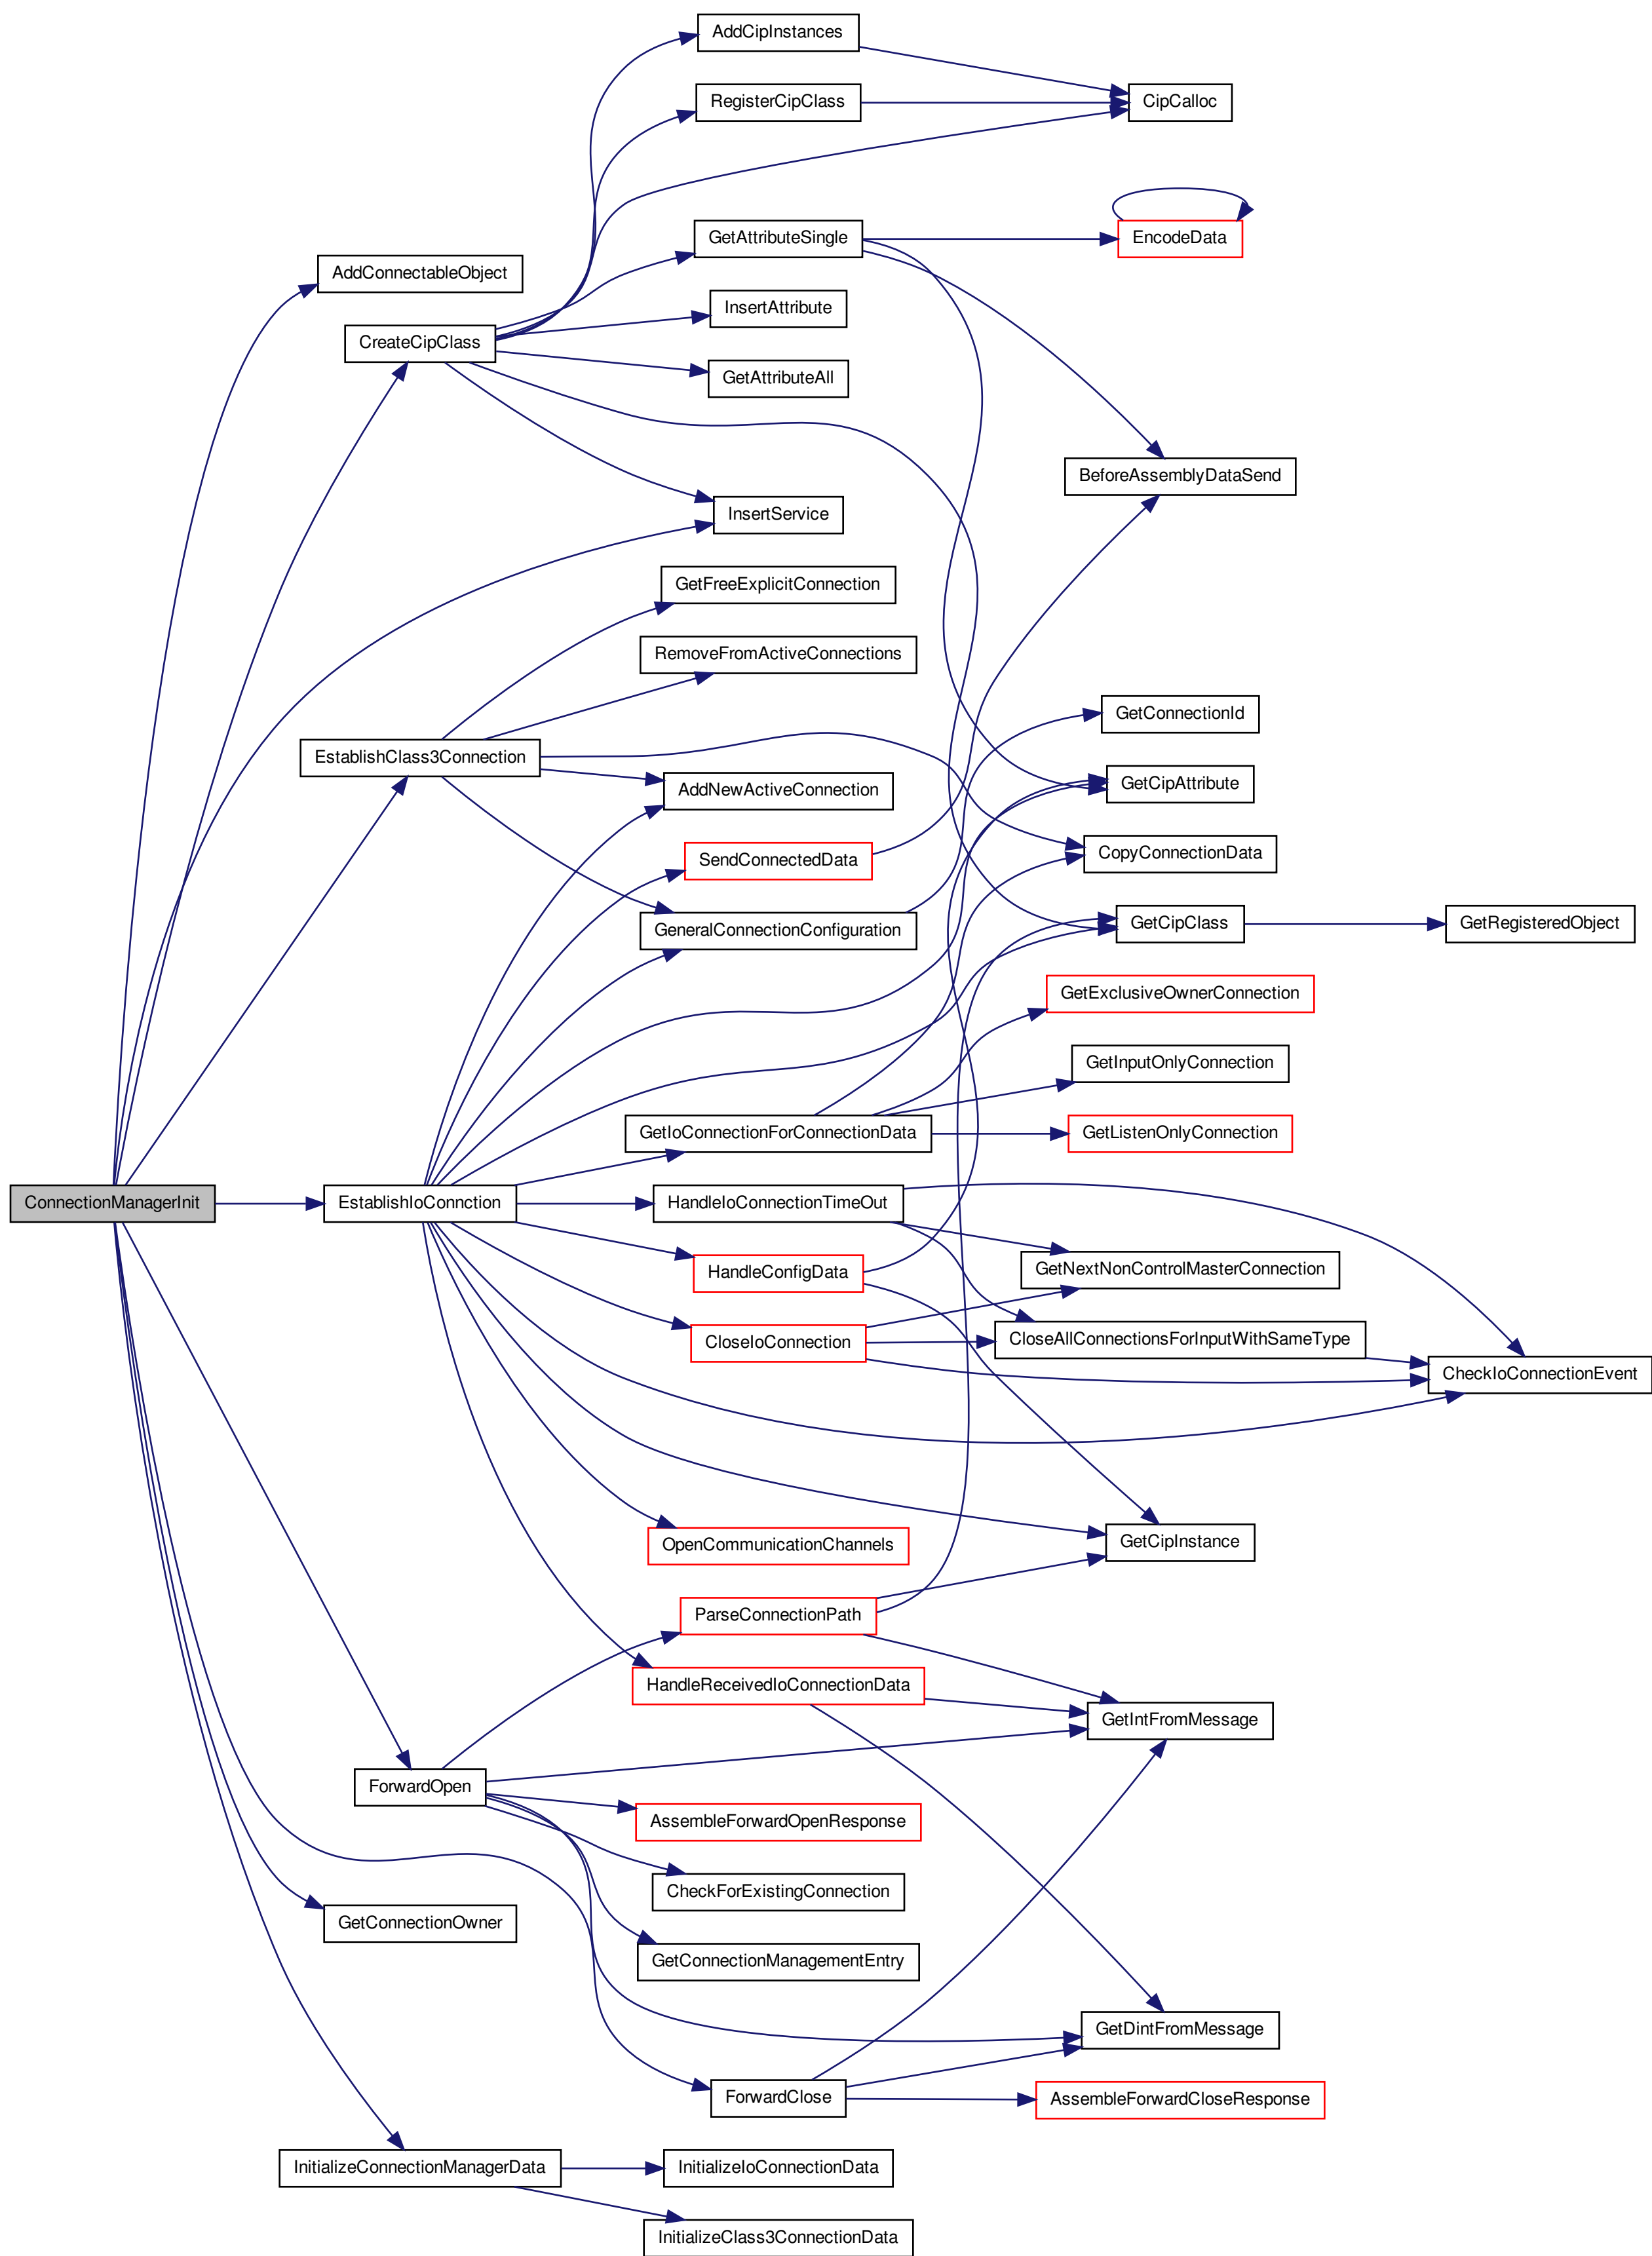 AddCipInstances
RegisterCipClass
CipCalloc
GetAttributeSingle
EncodeData
AddConnectableObject
InsertAttribute
CreateCipClass
GetAttributeAll
BeforeAssemblyDataSend
InsertService
GetFreeExplicitConnection
RemoveFromActiveConnections
GetConnectionId
EstablishClass3Connection
AddNewActiveConnection
GetCipAttribute
SendConnectedData
CopyConnectionData
GeneralConnectionConfiguration
GetCipClass
GetRegisteredObject
GetExclusiveOwnerConnection
GetInputOnlyConnection
GetIoConnectionForConnectionData
GetListenOnlyConnection
ConnectionManagerInit
EstablishIoConnction
HandleIoConnectionTimeOut
HandleConfigData
GetNextNonControlMasterConnection
CloseIoConnection
CloseAllConnectionsForInputWithSameType
CheckIoConnectionEvent
OpenCommunicationChannels
GetCipInstance
ParseConnectionPath
HandleReceivedIoConnectionData
GetIntFromMessage
ForwardOpen
AssembleForwardOpenResponse
CheckForExistingConnection
GetConnectionOwner
GetConnectionManagementEntry
GetDintFromMessage
ForwardClose
AssembleForwardCloseResponse
InitializeConnectionManagerData
InitializeIoConnectionData
InitializeClass3ConnectionData